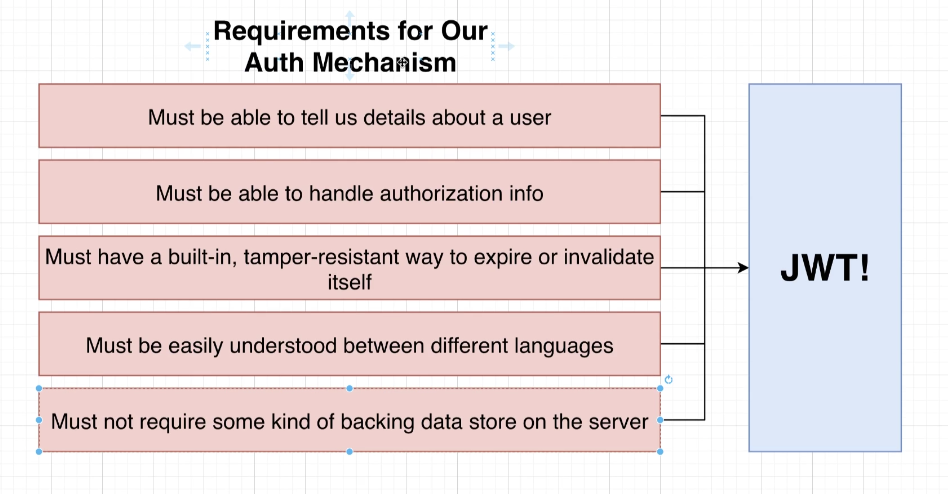 Requirements for Our
Auth Mechanism
Must be able to tell us details about a user
Must be able to handle authorization info
Must have a built-in, tamper-resistant way to expire or invalidate
itself
Must be easily understood between different languages
Must not require some kind of backing data store on the server
JWT!